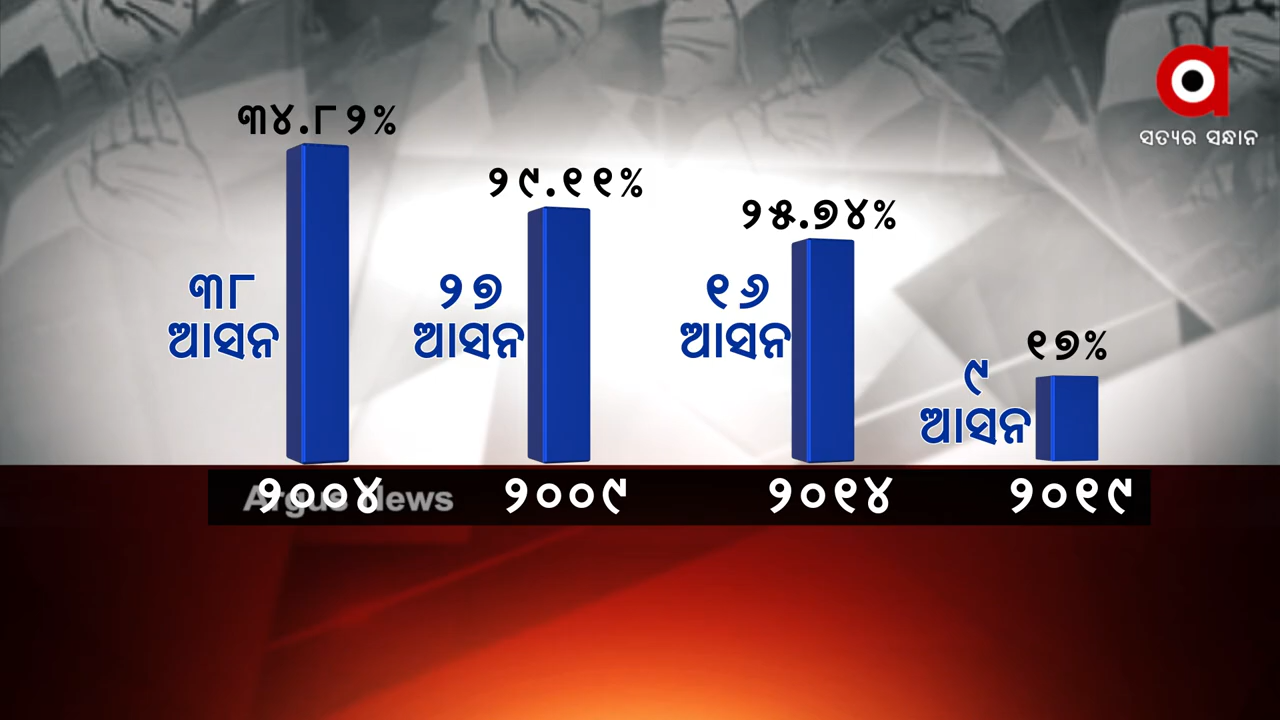 ସତ୍ୟର ସନ୍ଧାନ
୩୪.୮୨%
୨୯.୧୧%
୨୫.୭୪%
୧୭%
୩୮
ଆସନ
୨୭
ଆସନ
୧୬
ଆସନ
୯
ଆସନ
୨୦୦୪
୨୦୦୯
୨୦୧୪
୨୦୧୯
Argus News